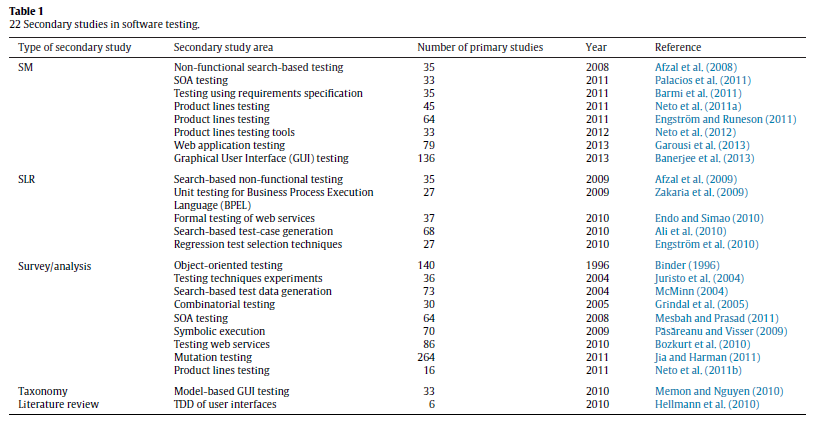 Table 1
22 Secondary studies in software testing.
Type of secondary study Secondary study area Number of primary studies Year Reference
SM Non-functional search-based testing 35 2008 Afzal et al. (2008)
SOA testing 33 2011 Palacios et al. (2011)
Testing using requirements specification 35 2011 Barmi et al. (2011)
Product lines testing 45 2011 Neto et al. (2011a)
Product lines testing 64 2011 Engström and Runeson (2011)
Product lines testing tools 33 2012 Neto et al. (2012)
Web application testing 79 2013 Garousi et al. (2013)
Graphical User Interface (GUI) testing 136 2013 Banerjee et al. (2013)
SLR Search-based non-functional testing 35 2009 Afzal et al. (2009)
Unit testing for Business Process Execution 27 2009 Zakaria et al. (2009)
Language (BPEL)
Formal testing of web services 37 2010 Endo and Simao (2010)
Search-based test-case generation 68 2010 Ali et al. (2010)
Regression test selection techniques 27 2010 Engström et al. (2010)
Survey/analysis Object-oriented testing 140 1996 Binder (1996)
Testing techniques experiments 36 2004 Juristo et al. (2004)
Search-based test data generation 73 2004 McMinn (2004)
Combinatorial testing 30 2005 Grindal et al. (2005)
SOA testing 64 2008 Mesbah and Prasad (2011)
Symbolic execution 70 2009 Păsăreanu and Visser (2009)
Testing web services 86 2010 Bozkurt et al. (2010)
Mutation testing 264 2011 Jia and Harman (2011)
Product lines testing 16 2011 Neto et al. (2011b)
Taxonomy Model-based GUI testing 33 2010 Memon and Nguyen (2010)
Literature review TDD of user interfaces 6 2010 Hellmann et al. (2010)